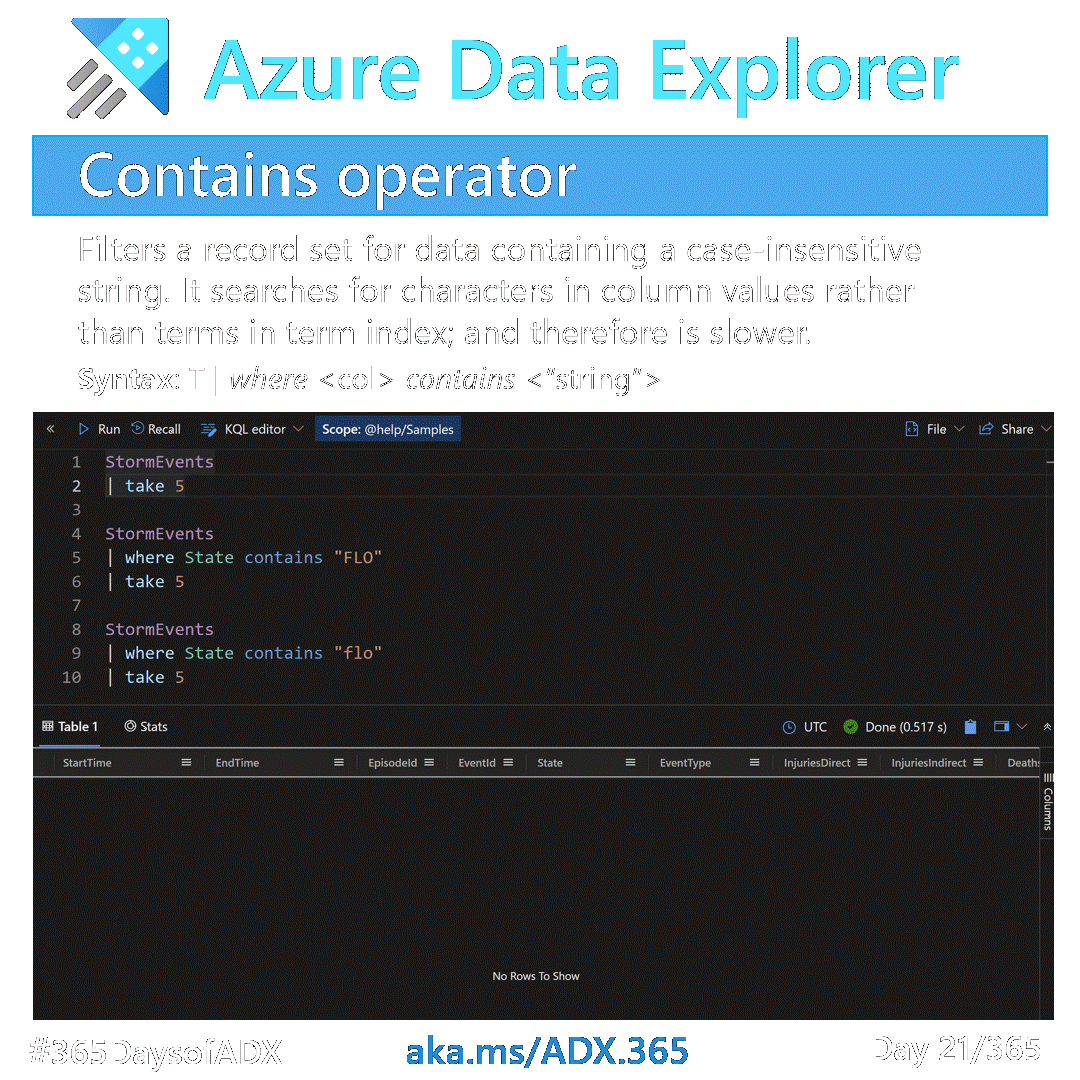 Azure Data Explorer
Contains operator
Filters a record set for data containing a case-insensitive
string. It searches for characters in column values rather
than terms in term index; and therefore is slower.
Syntax: T | where <col> contains <"string">
« Run Recall KQL editor Scope: @help/Samples File Share
1 StormEvents
2 | take 5
3
4 StormEvents
5 | where State contains "FLO"
6 | take 5
7
8 StormEvents
9 | where State contains "flo"
10 | take 5
Table 1 Stats UTC Done (0.517 s)
StartTime EndTime EpisodeId EventId State EventType InjuriesDirect InjuriesIndirect Deaths
Columns
No Rows To Show
#365DaysofADX aka.ms/ADX.365 Day 21/365